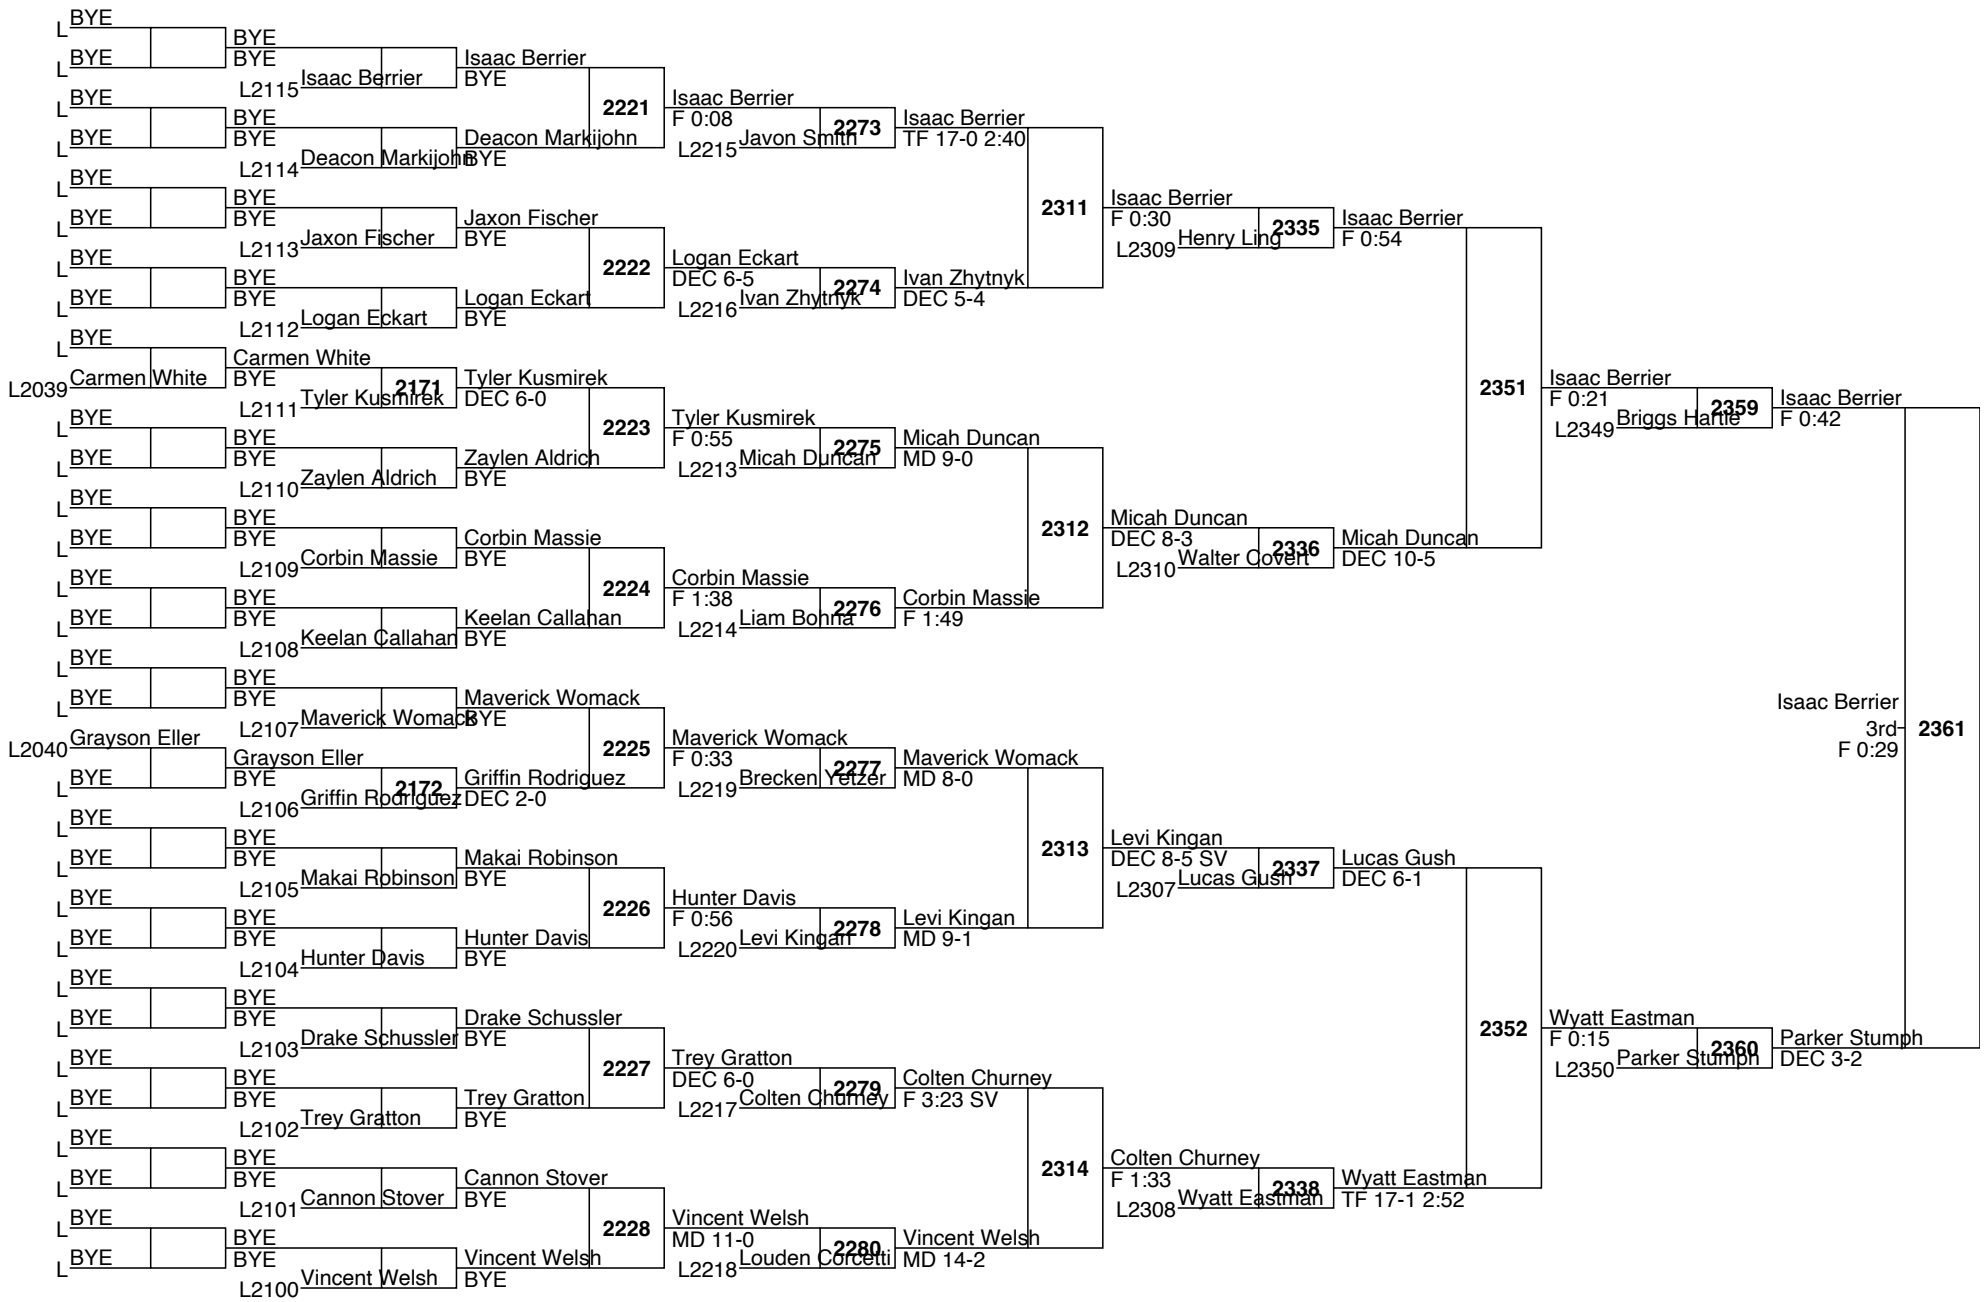 BYE
L
BYE
L
BYE
BYE
L2115 Isaac Berrier
Isaac Berrier
BYE
BYE
L
BYE
L
BYE
BYE
L2114 Deacon Markijohn
Deacon Markijohn
BYE
2221
Isaac Berrier
F 0:08
L2215 Javon Smith
2273
Isaac Berrier
TF 17-0 2:40
BYE
L
BYE
L
BYE
BYE
L2113 Jaxon Fischer
Jaxon Fischer
BYE
BYE
L
BYE
L
BYE
BYE
L2112 Logan Eckart
Logan Eckart
BYE
2222
Logan Eckart
DEC 6-5
L2216 Ivan Zhytnyk
2274
Ivan Zhytnyk
DEC 5-4
2311
Isaac Berrier
F 0:30
L2309 Henry Ling
2335
Isaac Berrier
F 0:54
BYE
L
L2039 Carmen White
Carmen White
BYE
L2111 Tyler Kusmirek
2171
Tyler Kusmirek
DEC 6-0
BYE
L
BYE
L
BYE
BYE
L2110 Zaylen Aldrich
Zaylen Aldrich
BYE
2223
Tyler Kusmirek
F 0:55
L2213 Micah Duncan
2275
Micah Duncan
MD 9-0
BYE
L
BYE
L
BYE
BYE
L2109 Corbin Massie
Corbin Massie
BYE
BYE
L
BYE
L
BYE
BYE
L2108 Keelan Callahan
Keelan Callahan
BYE
2224
Corbin Massie
F 1:38
L2214 Liam Bohna
2276
Corbin Massie
F 1:49
2312
Micah Duncan
DEC 8-3
L2310 Walter Covert
2336
Micah Duncan
DEC 10-5
2351
Isaac Berrier
F 0:21
L2349 Briggs Hartle
2359
Isaac Berrier
F 0:42
BYE
L
BYE
L
BYE
BYE
L2107 Maverick Womack
Maverick Womack
BYE
L2040 Grayson Eller
BYE
L
Grayson Eller
BYE
L2106 Griffin Rodriguez
2172
Griffin Rodriguez
DEC 2-0
2225
Maverick Womack
F 0:33
L2219 Brecken Yetzer
2277
Maverick Womack
MD 8-0
BYE
L
BYE
L
BYE
BYE
L2105 Makai Robinson
Makai Robinson
BYE
BYE
L
BYE
L
BYE
BYE
L2104 Hunter Davis
Hunter Davis
BYE
2226
Hunter Davis
F 0:56
L2220 Levi Kingan
2278
Levi Kingan
MD 9-1
2313
Levi Kingan
DEC 8-5 SV
L2307 Lucas Gush
2337
Lucas Gush
DEC 6-1
BYE
L
BYE
L
BYE
BYE
L2103 Drake Schussler
Drake Schussler
BYE
BYE
L
BYE
L
BYE
BYE
L2102 Trey Gratton
Trey Gratton
BYE
2227
Trey Gratton
DEC 6-0
L2217 Colten Churney
2279
Colten Churney
F 3:23 SV
BYE
L
BYE
L
BYE
BYE
L2101 Cannon Stover
Cannon Stover
BYE
BYE
L
BYE
L
BYE
BYE
L2100 Vincent Welsh
Vincent Welsh
BYE
2228
Vincent Welsh
MD 11-0
L2218 Louden Corcetti
2280
Vincent Welsh
MD 14-2
2314
Colten Churney
F 1:33
L2308 Wyatt Eastman
2338
Wyatt Eastman
TF 17-1 2:52
2352
Wyatt Eastman
F 0:15
L2350 Parker Stumph
2360
Parker Stumph
DEC 3-2
Isaac Berrier
3rd
F 0:29
2361